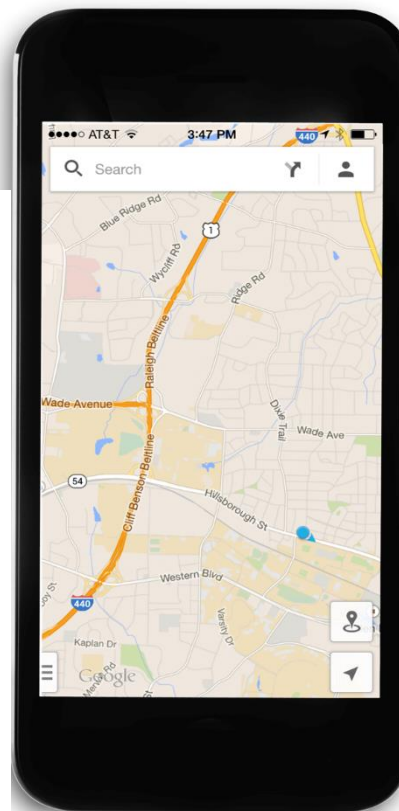 AT&T
3:47 PM
440
Search
Blue Ridge Rd
1
Wycliff Rd
Ridge Rd
Raleigh Beltline
Wade Avenue
Dixie Trail
Wade Ave
Cliff Benson Beltline
54
Hillsborough St
Western Blvd
440
Varsity Dr
Kaplan Dr
Google